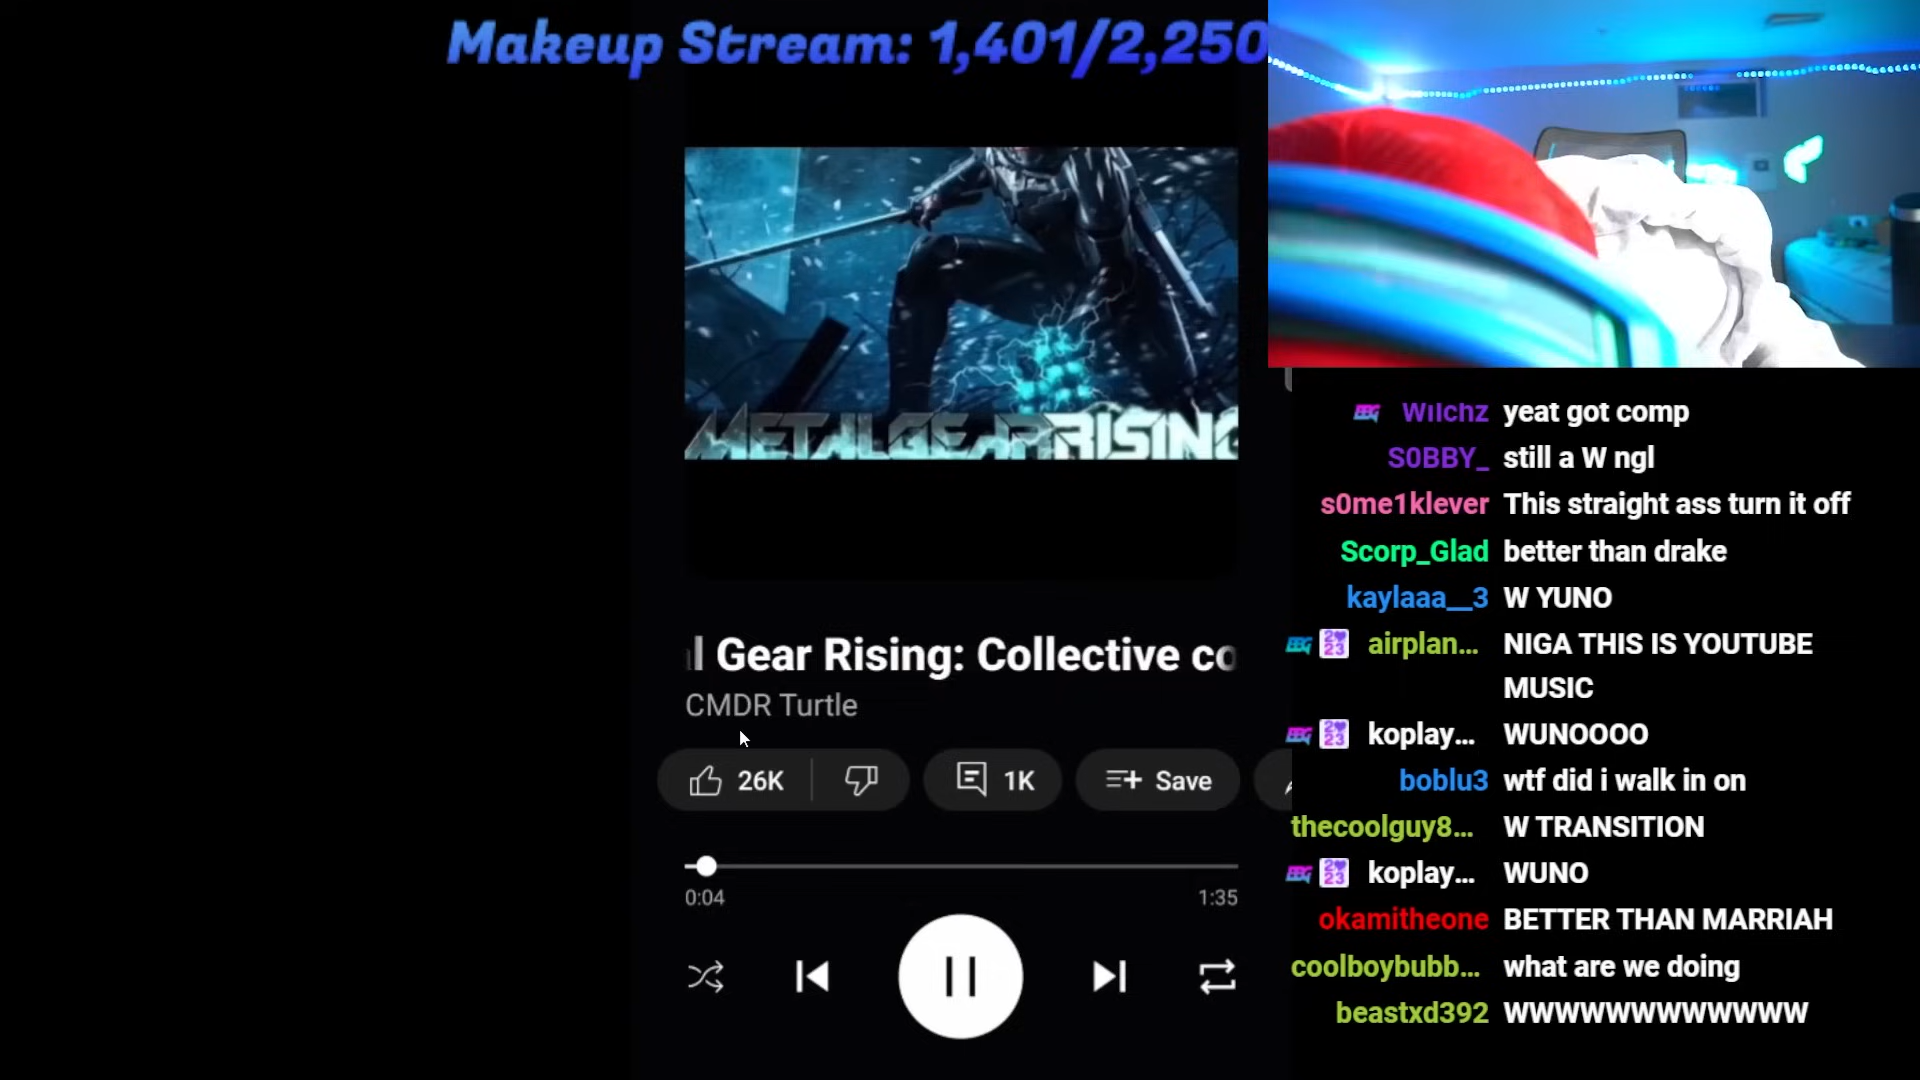 Makeup Stream: 1,401/2,250
METAL GEAR RISING
l Gear Rising: Collective co
CMDR Turtle
26K
1K
Save
0:04
1:35
Wilchz yeat got comp
S0BBY_ still a W ngl
s0me1klever This straight ass turn it off
Scorp_Glad better than drake
kaylaaa__3 W YUNO
airplan... NIGA THIS IS YOUTUBE
MUSIC
koplay... WUNOOOO
boblu3 wtf did i walk in on
thecoolguy8... W TRANSITION
koplay... WUNO
okamitheone BETTER THAN MARRIAH
coolboybubb... what are we doing
beastxd392 WWWWWWWWWWWW